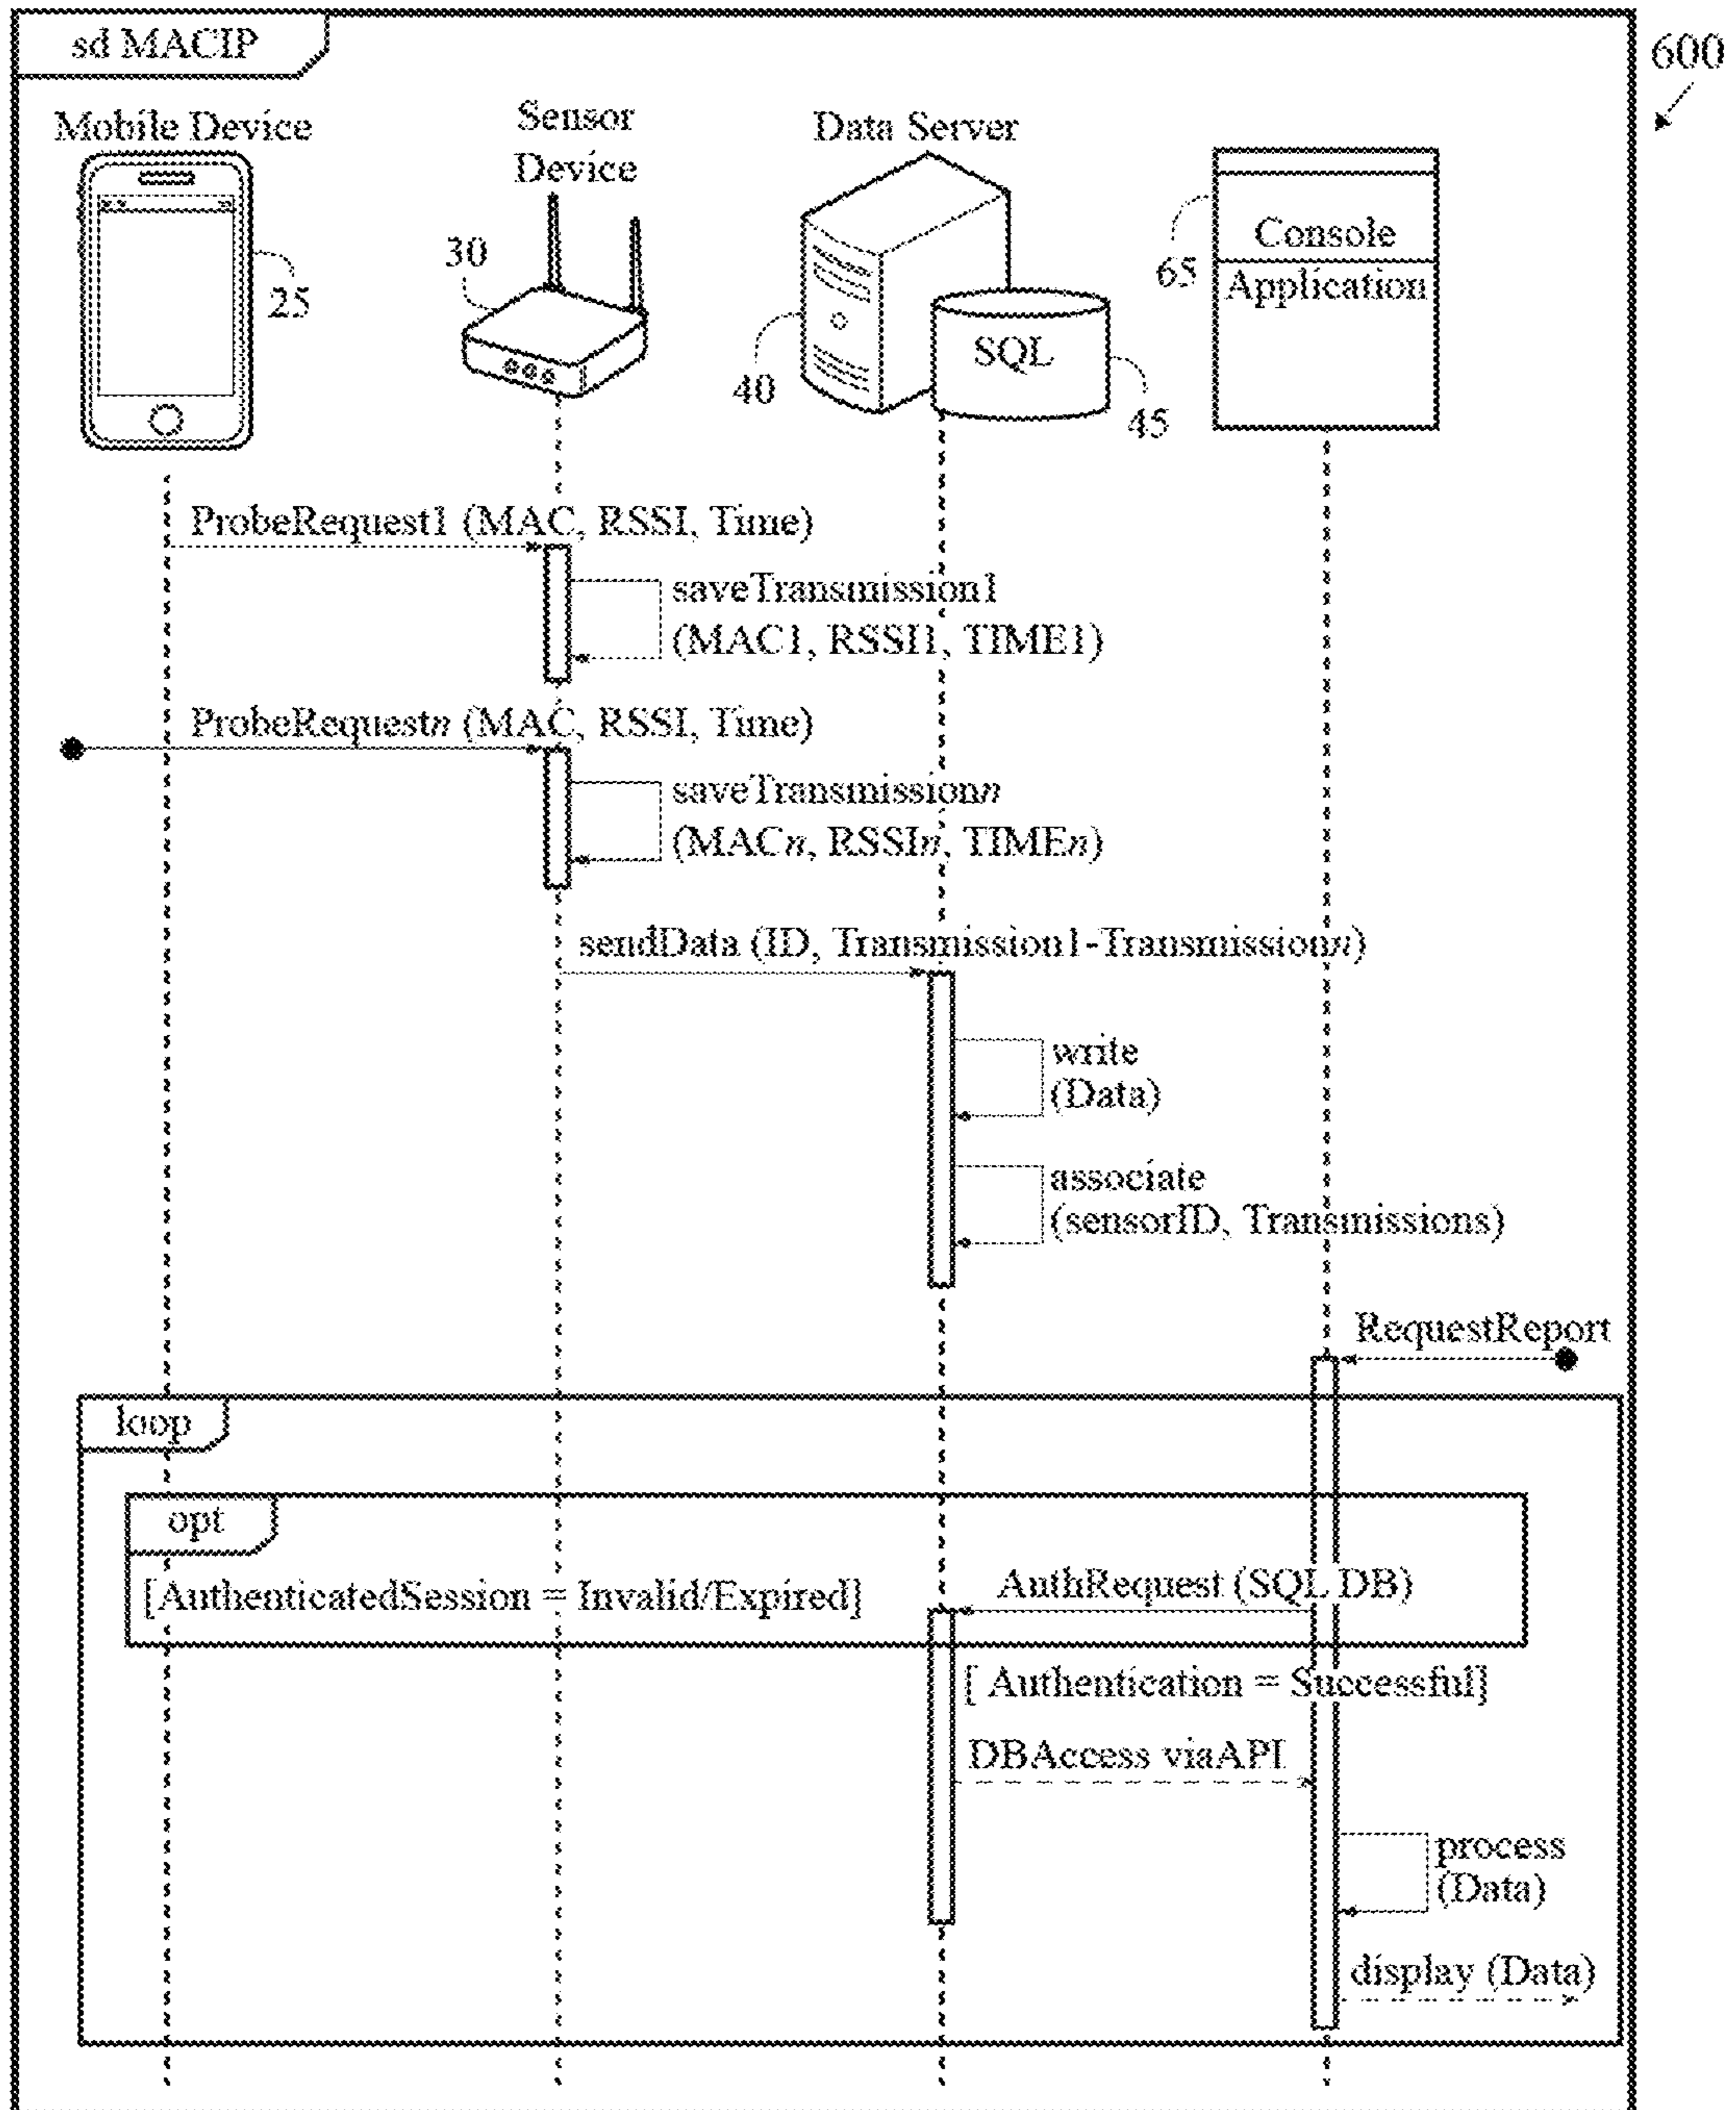 sd MACIP
600
Mobile Device
Sensor
Device
Data Server
25
30
40
SQL
45
65
Console
Application
ProbeRequest1 (MAC, RSSI, Time)
saveTransmission1
(MAC1, RSSI1, TIME1)
ProbeRequestn (MAC, RSSI, Time)
saveTransmissionn
(MACn, RSSIn, TIMEn)
sendData (ID, Transmission1-Transmissionn)
write
(Data)
associate
(sensorID, Transmissions)
RequestReport
loop
opt
[AuthenticatedSession = Invalid/Expired]
AuthRequest (SQL DB)
[ Authentication = Successful]
DBAccess viaAPI
process
(Data)
display (Data)